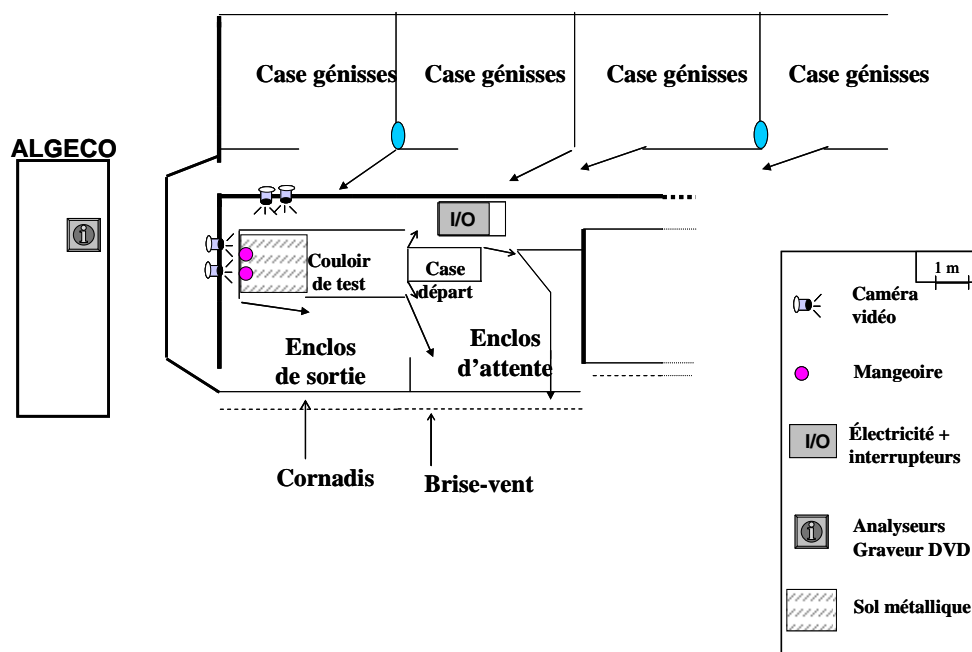 Case génisses
Case génisses
Case génisses
Case génisses
ALGECO
I/O
Couloir
de test
Case
départ
Enclos
de sortie
Enclos
d'attente
Cornadis
Brise-vent
1 m
Caméra
vidéo
Mangeoire
I/O
Électricité +
interrupteurs
Analyseurs
Graveur DVD
Sol métallique